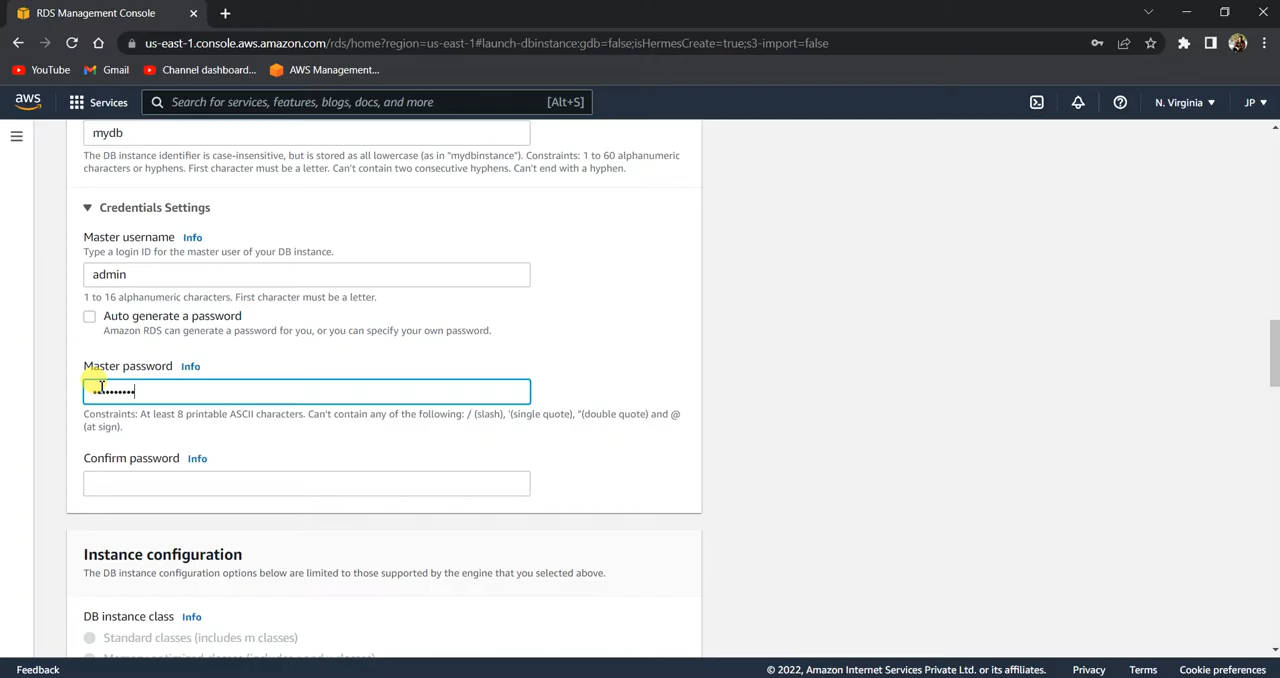 RDS Management Console
us-east-1.console.aws.amazon.com/rds/home?region=us-east-1#launch-dbinstance:gdb=false;isHermesCreate=true;s3-import=false
YouTube
Gmail
Channel dashboard...
AWS Management...
aws
Services
Search for services, features, blogs, docs, and more
[Alt+S]
N. Virginia
JP
mydb
The DB instance identifier is case-insensitive, but is stored as all lowercase (as in "mydbinstance"). Constraints: 1 to 60 alphanumeric
characters or hyphens. First character must be a letter. Can't contain two consecutive hyphens. Can't end with a hyphen.
Credentials Settings
Master username Info
Type a login ID for the master user of your DB instance.
admin
1 to 16 alphanumeric characters. First character must be a letter.
Auto generate a password
Amazon RDS can generate a password for you, or you can specify your own password.
Master password Info
Constraints: At least 8 printable ASCII characters. Can't contain any of the following: / (slash), '(single quote), "(double quote) and @
(at sign).
Confirm password Info
Instance configuration
The DB instance configuration options below are limited to those supported by the engine that you selected above.
DB instance class Info
Standard classes (includes m classes)
Feedback
© 2022, Amazon Internet Services Private Ltd. or its affiliates.
Privacy
Terms
Cookie preferences